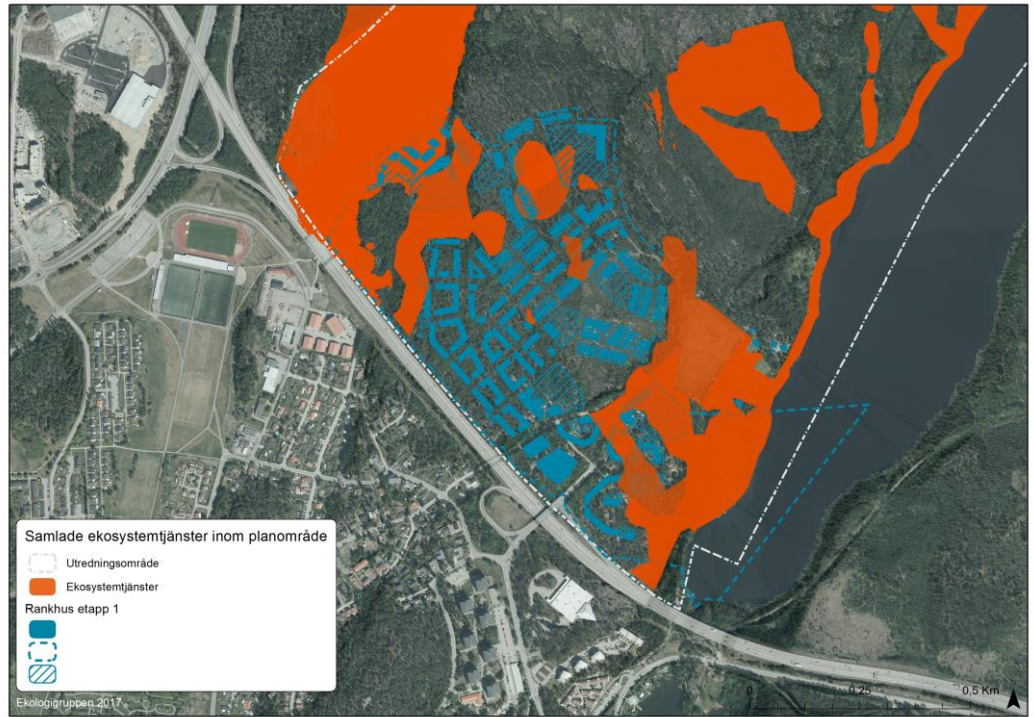 Samlade ekosystemtjänster inom planområde
Utredningsområde
Ekosystemtjänster
Rankhus etapp 1
Ekologigruppen 2017
0 0,25 0,5 Km